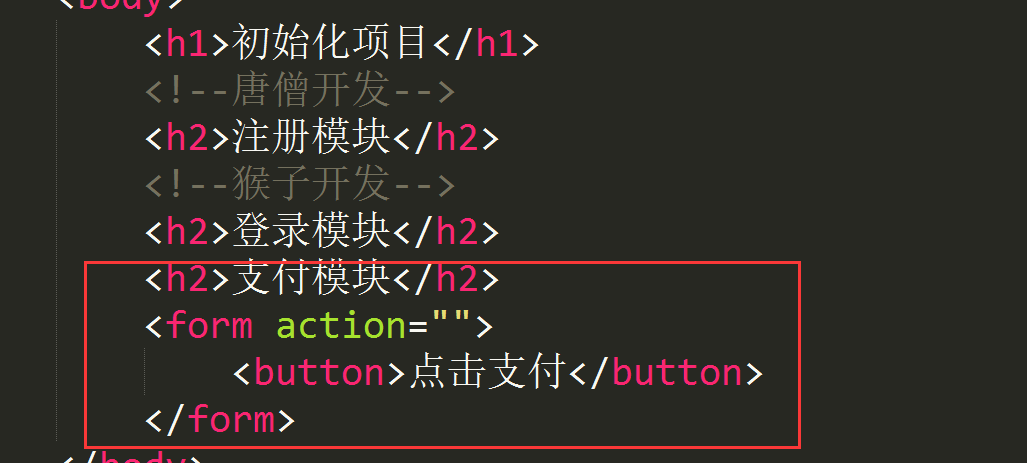 <body>
<h1>初始化项目</h1>
<!--唐僧开发-->
<h2>注册模块</h2>
<!--猴子开发-->
<h2>登录模块</h2>
<h2>支付模块</h2>
<form action="">
<button>点击支付</button>
</form>
</body>